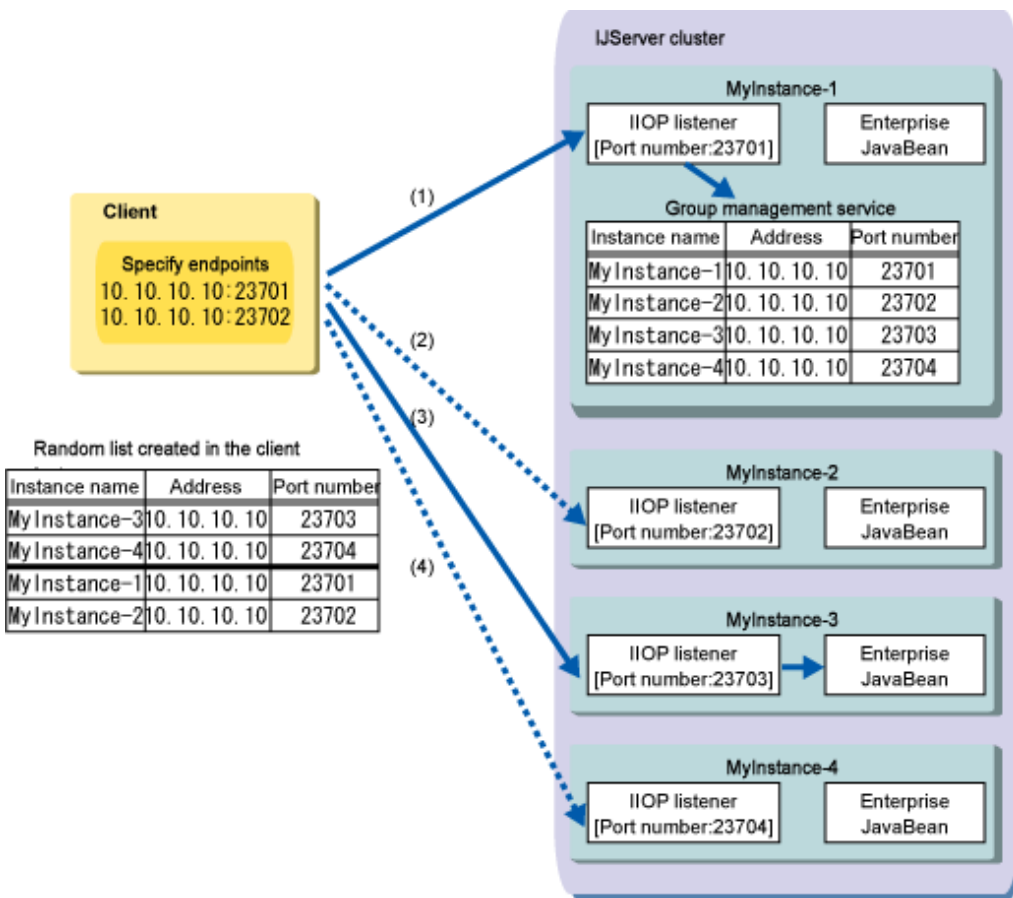 IJServer cluster
MyInstance-1
IIOP listener
[Port number:23701]
Enterprise
JavaBean
Group management service
Instance name Address Port number
MyInstance-1 10.10.10.10 23701
MyInstance-2 10.10.10.10 23702
MyInstance-3 10.10.10.10 23703
MyInstance-4 10.10.10.10 23704
Client
Specify endpoints
10.10.10.10:23701
10.10.10.10:23702
(1)
(2)
(3)
(4)
Random list created in the client
Instance name Address Port number
MyInstance-3 10.10.10.10 23703
MyInstance-4 10.10.10.10 23704
MyInstance-1 10.10.10.10 23701
MyInstance-2 10.10.10.10 23702
MyInstance-2
IIOP listener
[Port number:23702]
Enterprise
JavaBean
MyInstance-3
IIOP listener
[Port number:23703]
Enterprise
JavaBean
MyInstance-4
IIOP listener
[Port number:23704]
Enterprise
JavaBean